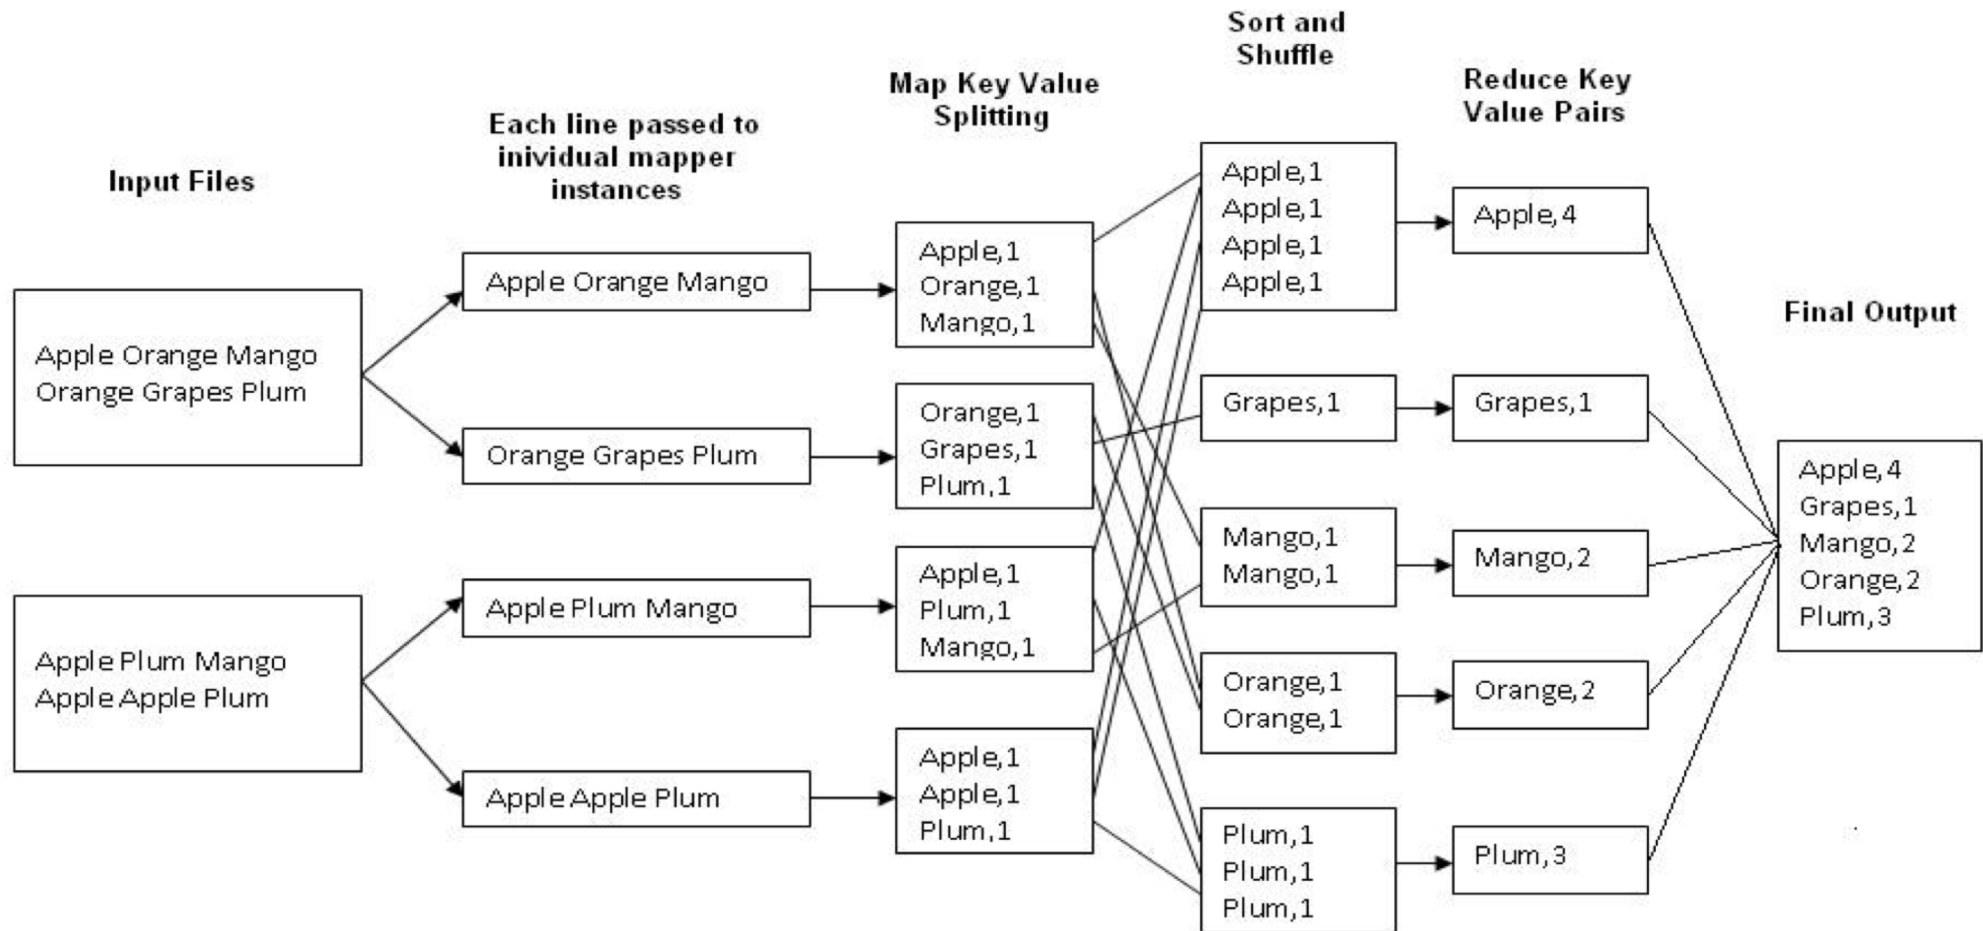 Input Files
Apple Orange Mango
Orange Grapes Plum
Apple Plum Mango
Apple Apple Plum
Each line passed to
inividual mapper
instances
Apple Orange Mango
Orange Grapes Plum
Apple Plum Mango
Apple Apple Plum
Map Key Value
Splitting
Apple,1
Orange,1
Mango,1
Orange,1
Grapes,1
Plum,1
Apple,1
Plum,1
Mango,1
Apple,1
Apple,1
Plum,1
Sort and
Shuffle
Apple,1
Apple,1
Apple,1
Apple,1
Grapes,1
Mango,1
Mango,1
Orange,1
Orange,1
Plum,1
Plum,1
Plum,1
Reduce Key
Value Pairs
Apple,4
Grapes,1
Mango,2
Orange,2
Plum,3
Final Output
Apple,4
Grapes,1
Mango,2
Orange,2
Plum,3